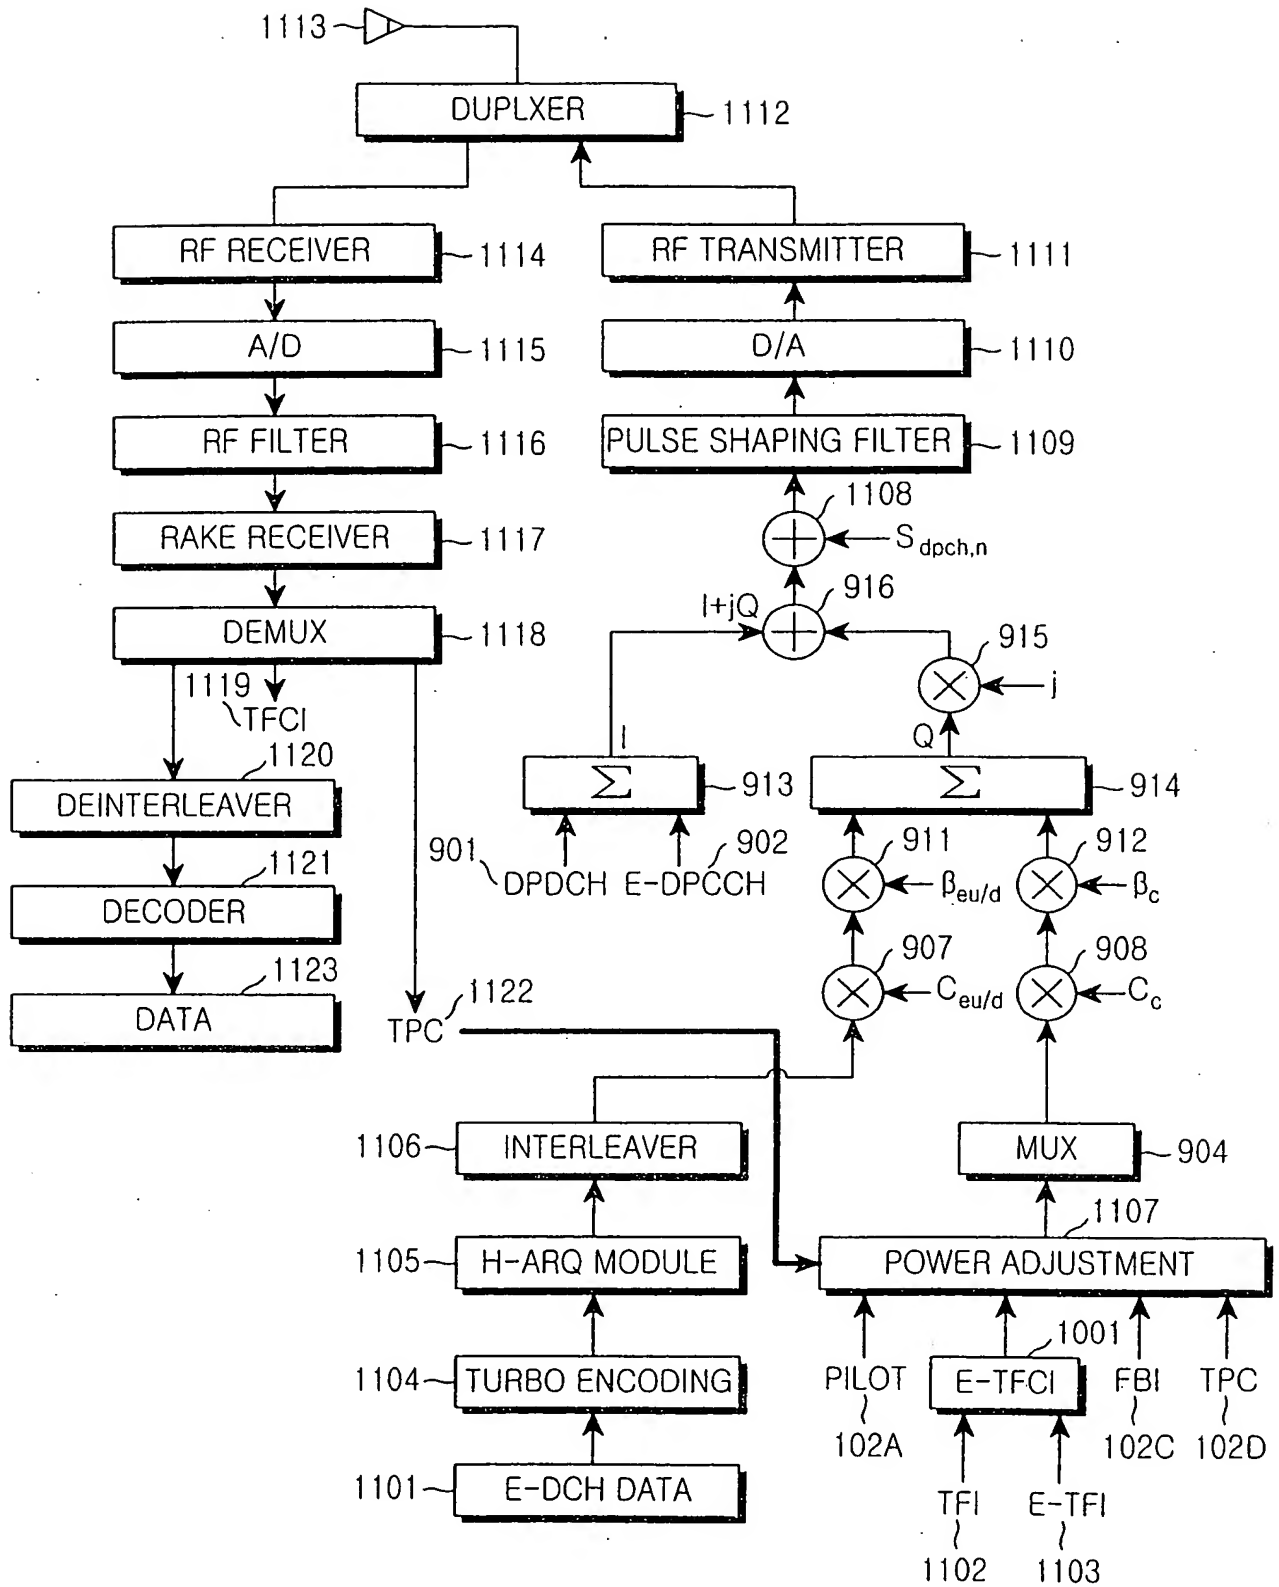 1113
DUPLXER
1112
RF RECEIVER
1114
RF TRANSMITTER
1111
A/D
1115
D/A
1110
RF FILTER
1116
PULSE SHAPING FILTER
1109
1108
RAKE RECEIVER
1117
S dpch,n
I+jQ
916
DEMUX
1118
915
j
1119
TFCI
I
Q
1120
Σ
913
Σ
914
DEINTERLEAVER
901
902
911
912
DPDCH
E-DPCCH
βeu/d
βc
1121
DECODER
907
908
1123
Ceu/d
Cc
DATA
TPC
1122
1106
INTERLEAVER
MUX
904
1107
1105
H-ARQ MODULE
POWER ADJUSTMENT
1001
1104
TURBO ENCODING
PILOT
E-TFCI
FBI
TPC
102A
102C
102D
1101
E-DCH DATA
TFI
E-TFI
1102
1103